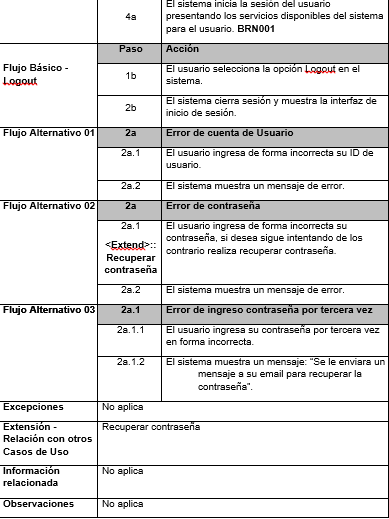 4a
El sistema inicia la sesión del usuario
presentando los servicios disponibles del sistema
para el usuario. BRN001
Flujo Básico -
Logout
Paso
Acción
1b
El usuario selecciona la opción Logout en el
sistema.
2b
El sistema cierra sesión y muestra la interfaz de
inicio de sesión.
Flujo Alternativo 01
2a
Error de cuenta de Usuario
2a.1
El usuario ingresa de forma incorrecta su ID de
usuario.
2a.2
El sistema muestra un mensaje de error.
Flujo Alternativo 02
2a
Error de contraseña
2a.1
<Extend>::
Recuperar
contraseña
El usuario ingresa de forma incorrecta su
contraseña, si desea sigue intentando de los
contrario realiza recuperar contraseña.
2a.2
El sistema muestra un mensaje de error.
Flujo Alternativo 03
2a.1
Error de ingreso contraseña por tercera vez
2a.1.1
El usuario ingresa su contraseña por tercera vez
en forma incorrecta.
2a.1.2
El sistema muestra un mensaje: “Se le enviara un
mensaje a su email para recuperar la
contraseña”.
Excepciones
No aplica
Extensión -
Relación con otros
Casos de Uso
Recuperar contraseña
Información
relacionada
No aplica
Observaciones
No aplica